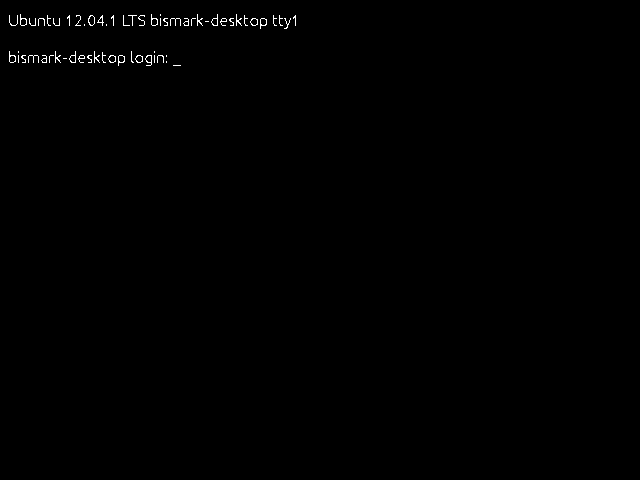 Ubuntu 12.04.1 LTS bismark-desktop tty1
bismark-desktop login: _